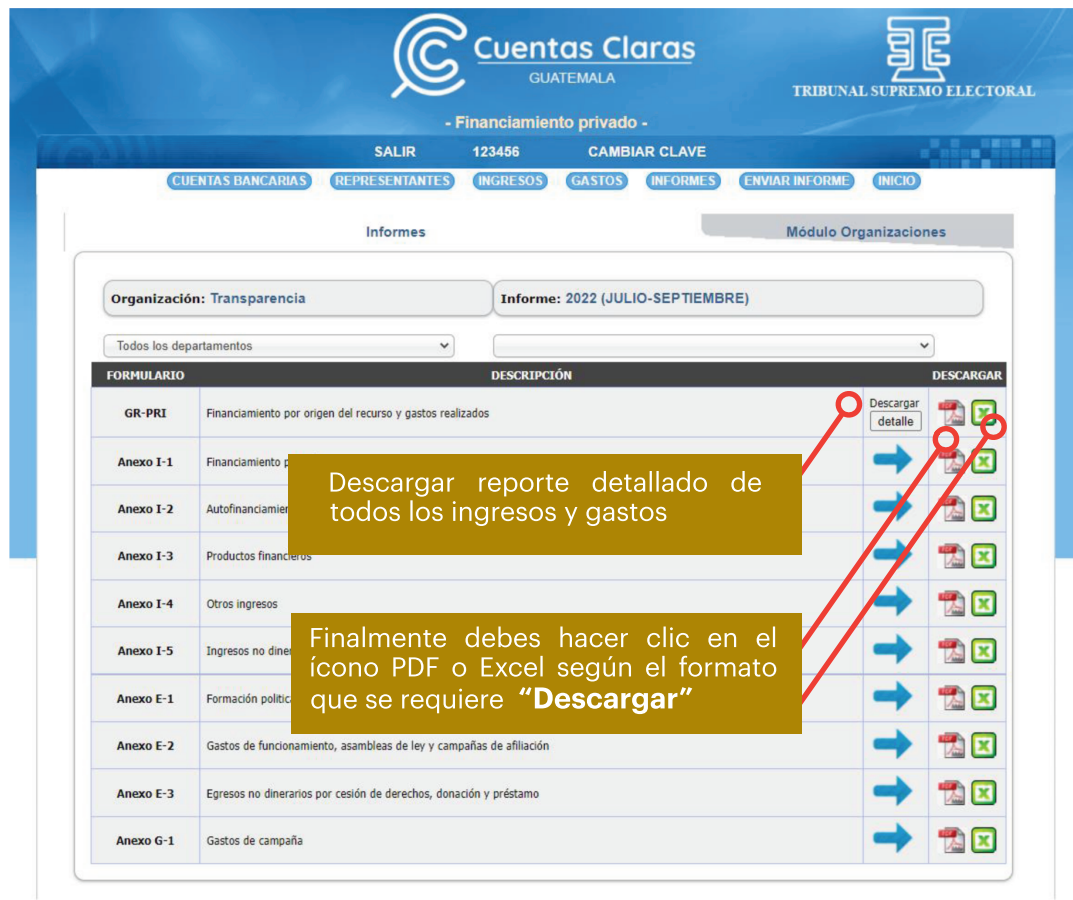 Cuentas Claras
GUATEMALA
TRIBUNAL SUPREMO ELECTORAL
- Financiamiento privado -
SALIR 123456 CAMBIAR CLAVE
CUENTAS BANCARIAS REPRESENTANTES INGRESOS GASTOS INFORMES ENVIAR INFORME INICIO
Informes Módulo Organizaciones
Organización: Transparencia Informe: 2022 (JULIO-SEPTIEMBRE)
Todos los departamentos
FORMULARIO DESCRIPCIÓN DESCARGAR
GR-PRI Financiamiento por origen del recurso y gastos realizados Descargar
detalle
Anexo I-1 Financiamiento
Descargar reporte detallado de
todos los ingresos y gastos
Anexo I-2
Anexo I-3 Productos financieros
Anexo I-4 Otros ingresos
Finalmente debes hacer clic en el
ícono PDF o Excel según el formato
que se requiere “Descargar”
Anexo I-5 Ingresos no
Anexo E-1 Formación
Anexo E-2 Gastos de funcionamiento, asambleas de ley y campañas de afiliación
Anexo E-3 Egresos no dinerarios por cesión de derechos, donación y préstamo
Anexo G-1 Gastos de campaña